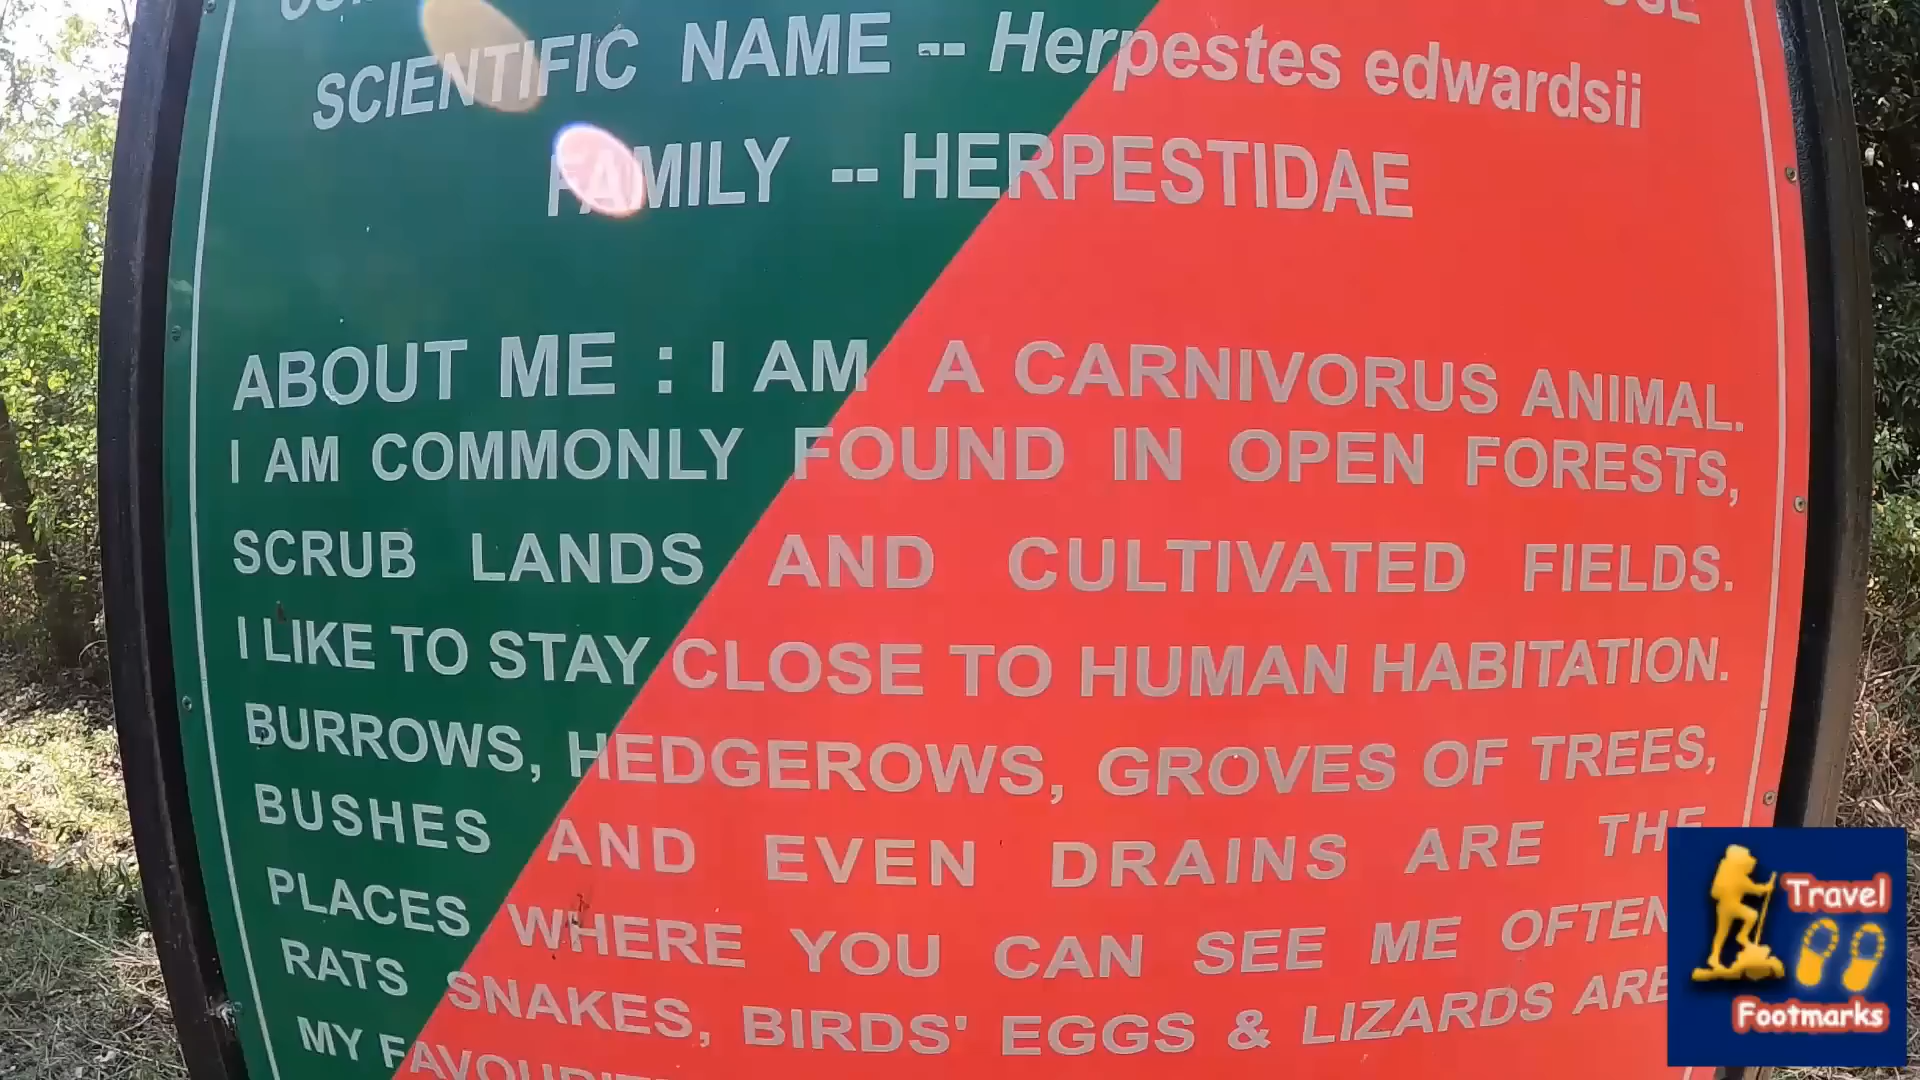 SCIENTIFIC NAME -- Herpestes edwardsii
FAMILY -- HERPESTIDAE
ABOUT ME : I AM A CARNIVORUS ANIMAL.
I AM COMMONLY FOUND IN OPEN FORESTS,
SCRUB LANDS AND CULTIVATED FIELDS.
I LIKE TO STAY CLOSE TO HUMAN HABITATION.
BURROWS, HEDGEROWS, GROVES OF TREES,
BUSHES AND EVEN DRAINS ARE THE
PLACES WHERE YOU CAN SEE ME OFTEN
RATS SNAKES, BIRDS' EGGS & LIZARDS ARE
MY
Travel
Footmarks